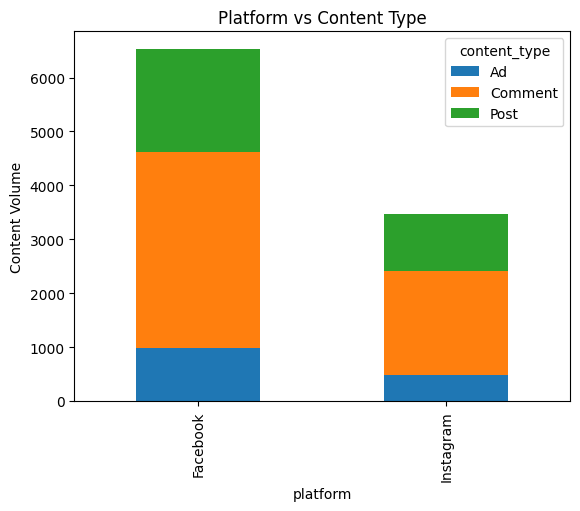 Platform vs Content Type
content_type
Ad
Comment
Post
Content Volume
6000
5000
4000
3000
2000
1000
0
Facebook
Instagram
platform